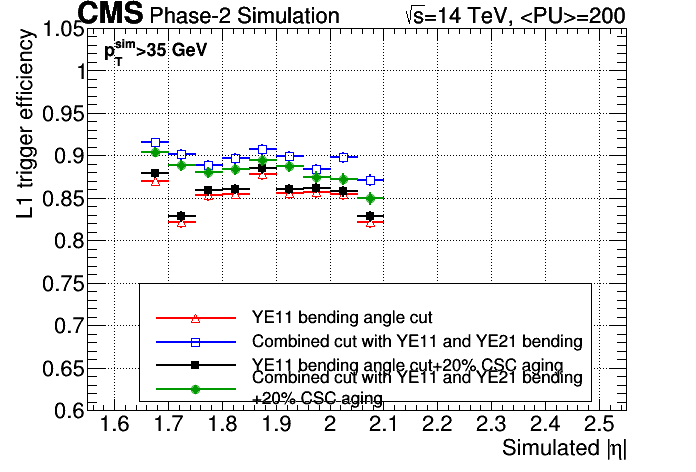 CMS Phase-2 Simulation √s=14 TeV, <PU>=200
L1 trigger efficiency
1.05
1
0.95
0.9
0.85
0.8
0.75
0.7
0.65
0.6
pTsim>35 GeV
YE11 bending angle cut
Combined cut with YE11 and YE21 bending
YE11 bending angle cut+20% CSC aging
Combined cut with YE11 and YE21 bending
+20% CSC aging
1.6 1.7 1.8 1.9 2 2.1 2.2 2.3 2.4 2.5
Simulated |η|